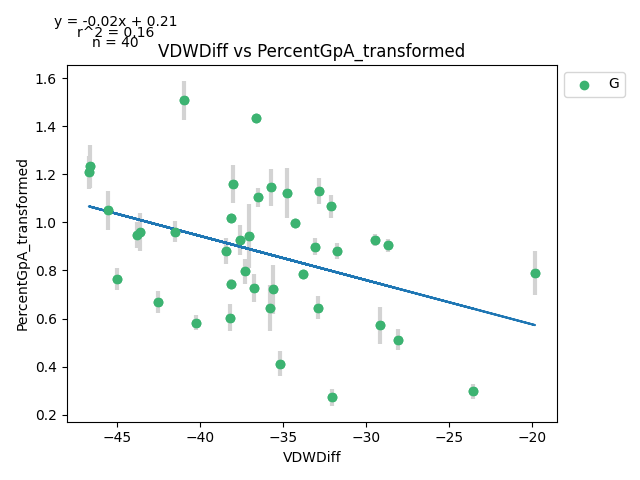 y = -0.02x + 0.21
r^2 = 0.16
n = 40
VDWDiff vs PercentGpA_transformed
G
1.6
1.4
1.2
1.0
0.8
0.6
0.4
0.2
PercentGpA_transformed
−45 −40 −35 −30 −25 −20
VDWDiff